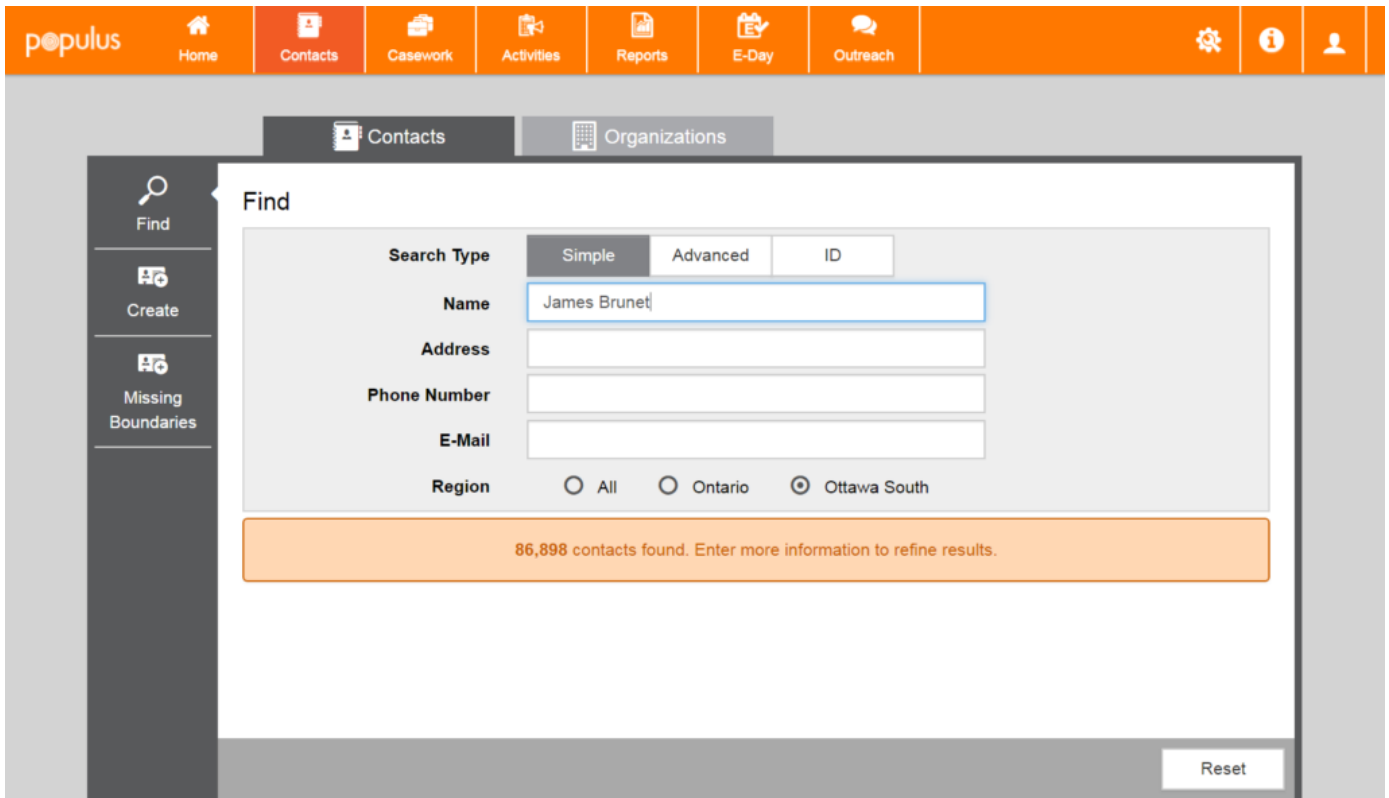 populus
Home
Contacts
Casework
Activities
Reports
E-Day
Outreach
Contacts
Organizations
Find
Create
Missing
Boundaries
Find
Search Type
Simple
Advanced
ID
Name
James Brunet
Address
Phone Number
E-Mail
Region
All
Ontario
Ottawa South
86,898 contacts found. Enter more information to refine results.
Reset